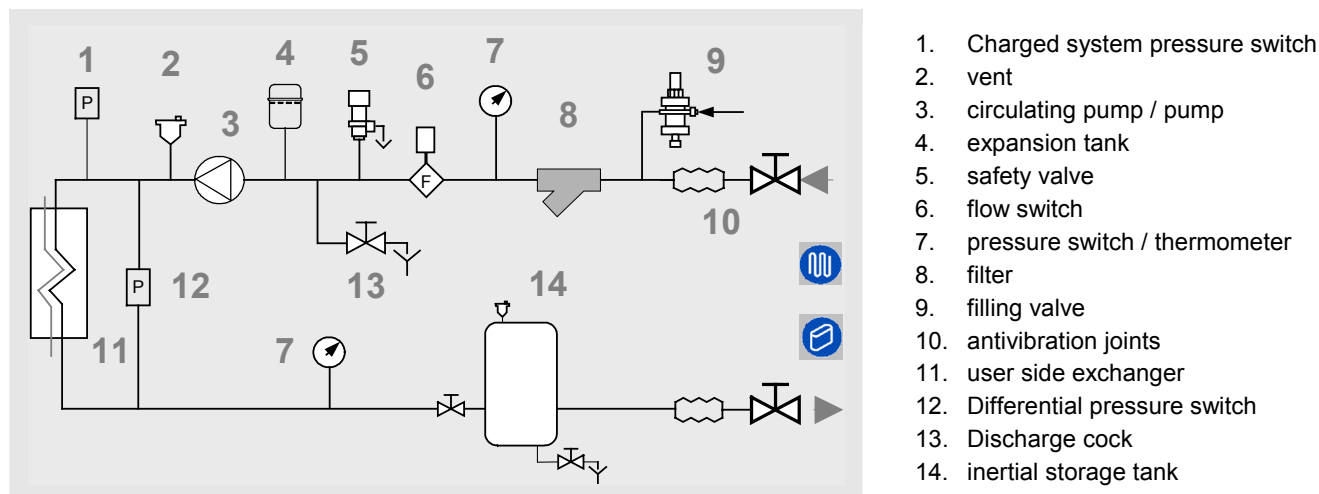 1
2
3
4
5
6
7
8
9
P
F
10
P
12
13
14
11
7
1. Charged system pressure switch
2. vent
3. circulating pump / pump
4. expansion tank
5. safety valve
6. flow switch
7. pressure switch / thermometer
8. filter
9. filling valve
10. antivibration joints
11. user side exchanger
12. Differential pressure switch
13. Discharge cock
14. inertial storage tank